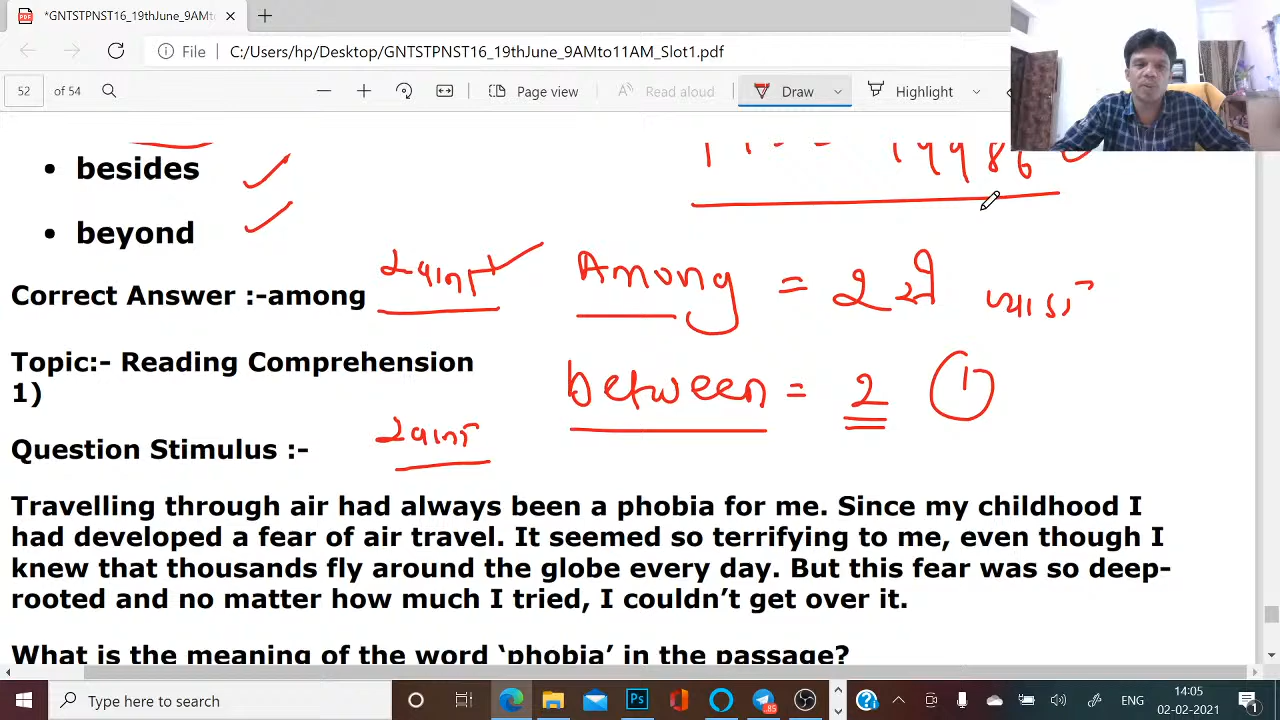 *GNTSTPNST16_19thJune_9AMto
File C:/Users/hp/Desktop/GNTSTPNST16_19thJune_9AMto11AM_Slot1.pdf
52 of 54 Page view Read aloud Draw Highlight
• besides
• beyond
Among = 2 से
Correct Answer :-among
Topic:- Reading Comprehension
1)
between = 2 1
Question Stimulus :-
Travelling through air had always been a phobia for me. Since my childhood I
had developed a fear of air travel. It seemed so terrifying to me, even though I
knew that thousands fly around the globe every day. But this fear was so deep-
rooted and no matter how much I tried, I couldn't get over it.
What is the meaning of the word ‘phobia’ in the passage?
Type here to search Ps .85 ENG 14:05
02-02-2021 1